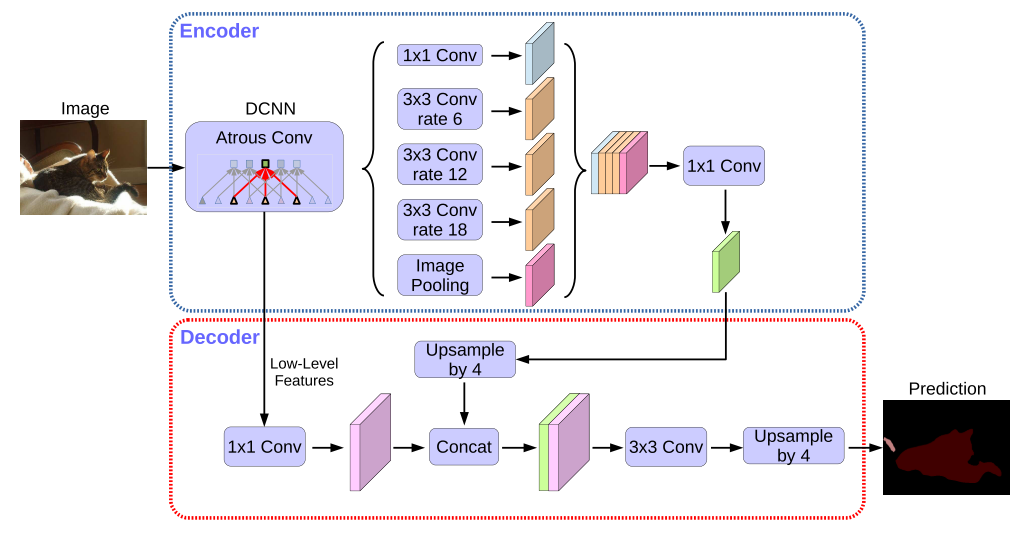 Encoder
Image
DCNN
Atrous Conv
1x1 Conv
3x3 Conv
rate 6
3x3 Conv
rate 12
3x3 Conv
rate 18
Image
Pooling
1x1 Conv
Decoder
Low-Level
Features
Upsample
by 4
1x1 Conv
Concat
3x3 Conv
Upsample
by 4
Prediction